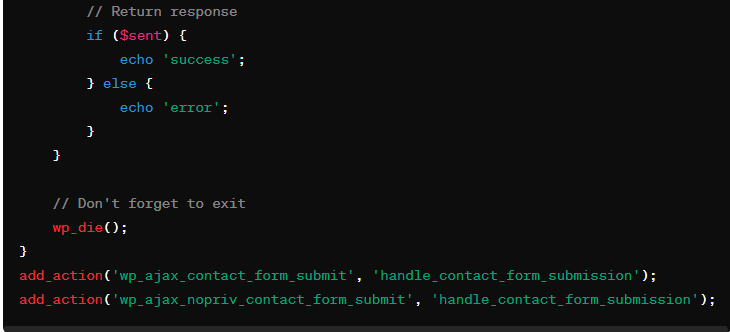 // Return response
if ($sent) {
echo 'success';
} else {
echo 'error';
}
}
// Don't forget to exit
wp_die();
}
add_action('wp_ajax_contact_form_submit', 'handle_contact_form_submission');
add_action('wp_ajax_nopriv_contact_form_submit', 'handle_contact_form_submission');